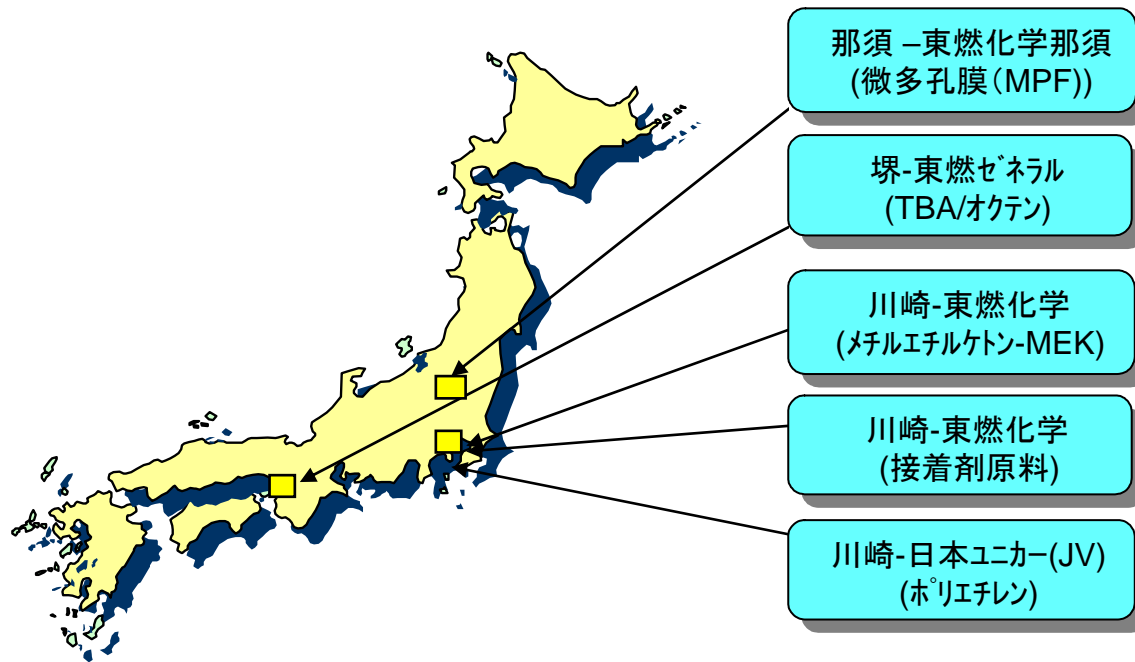 那須 –東燃化学那須
(微多孔膜（MPF))
堺-東燃ｾﾞﾈﾗﾙ
(TBA/ｵｸテン)
川崎-東燃化学
(ﾒﾁﾙエﾁﾙｹﾄﾝ-MEK)
川崎-東燃化学
(接着剤原料)
川崎-日本ﾕﾆｶｰ(JV)
(ﾎﾟﾘｴﾁﾚﾝ)